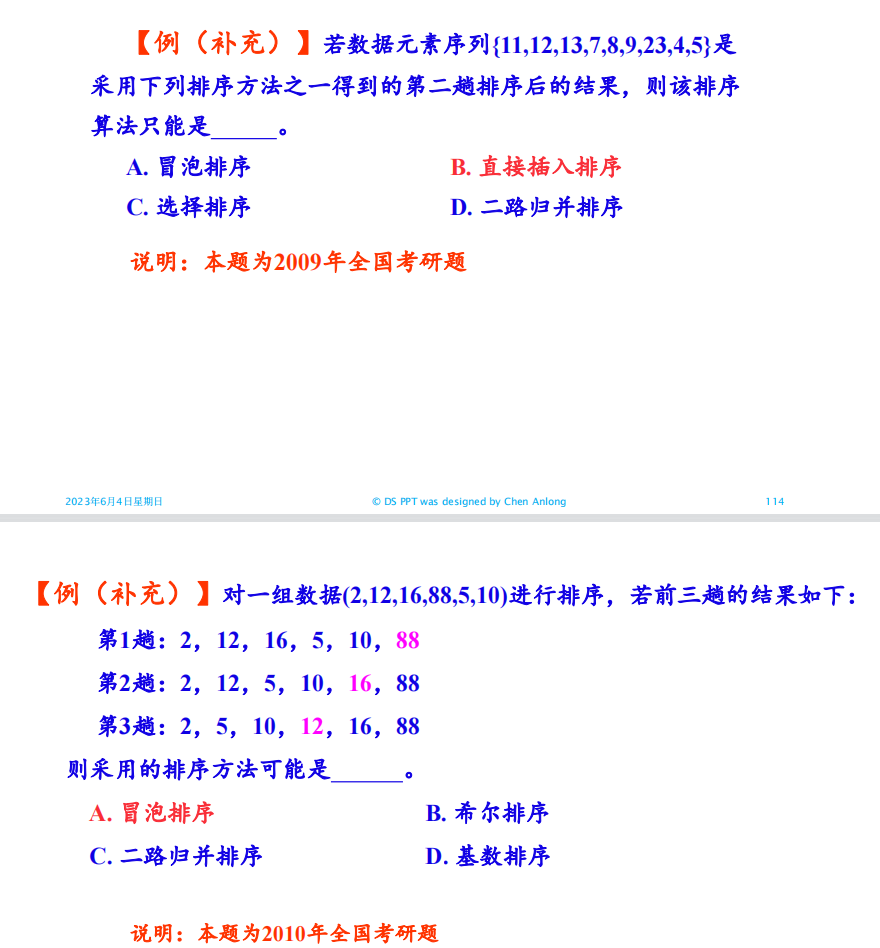 【例（补充）】若数据元素序列{11,12,13,7,8,9,23,4,5}是
采用下列排序方法之一得到的第二趟排序后的结果，则该排序
算法只能是______。
A. 冒泡排序 B. 直接插入排序
C. 选择排序 D. 二路归并排序
说明：本题为2009年全国考研题
2023年6月4日星期日 © DS PPT was designed by Chen Anlong 114
【例（补充）】对一组数据(2,12,16,88,5,10)进行排序，若前三趟的结果如下：
第1趟：2，12，16，5，10，88
第2趟：2，12，5，10，16，88
第3趟：2，5，10，12，16，88
则采用的排序方法可能是______。
A. 冒泡排序 B. 希尔排序
C. 二路归并排序 D. 基数排序
说明：本题为2010年全国考研题